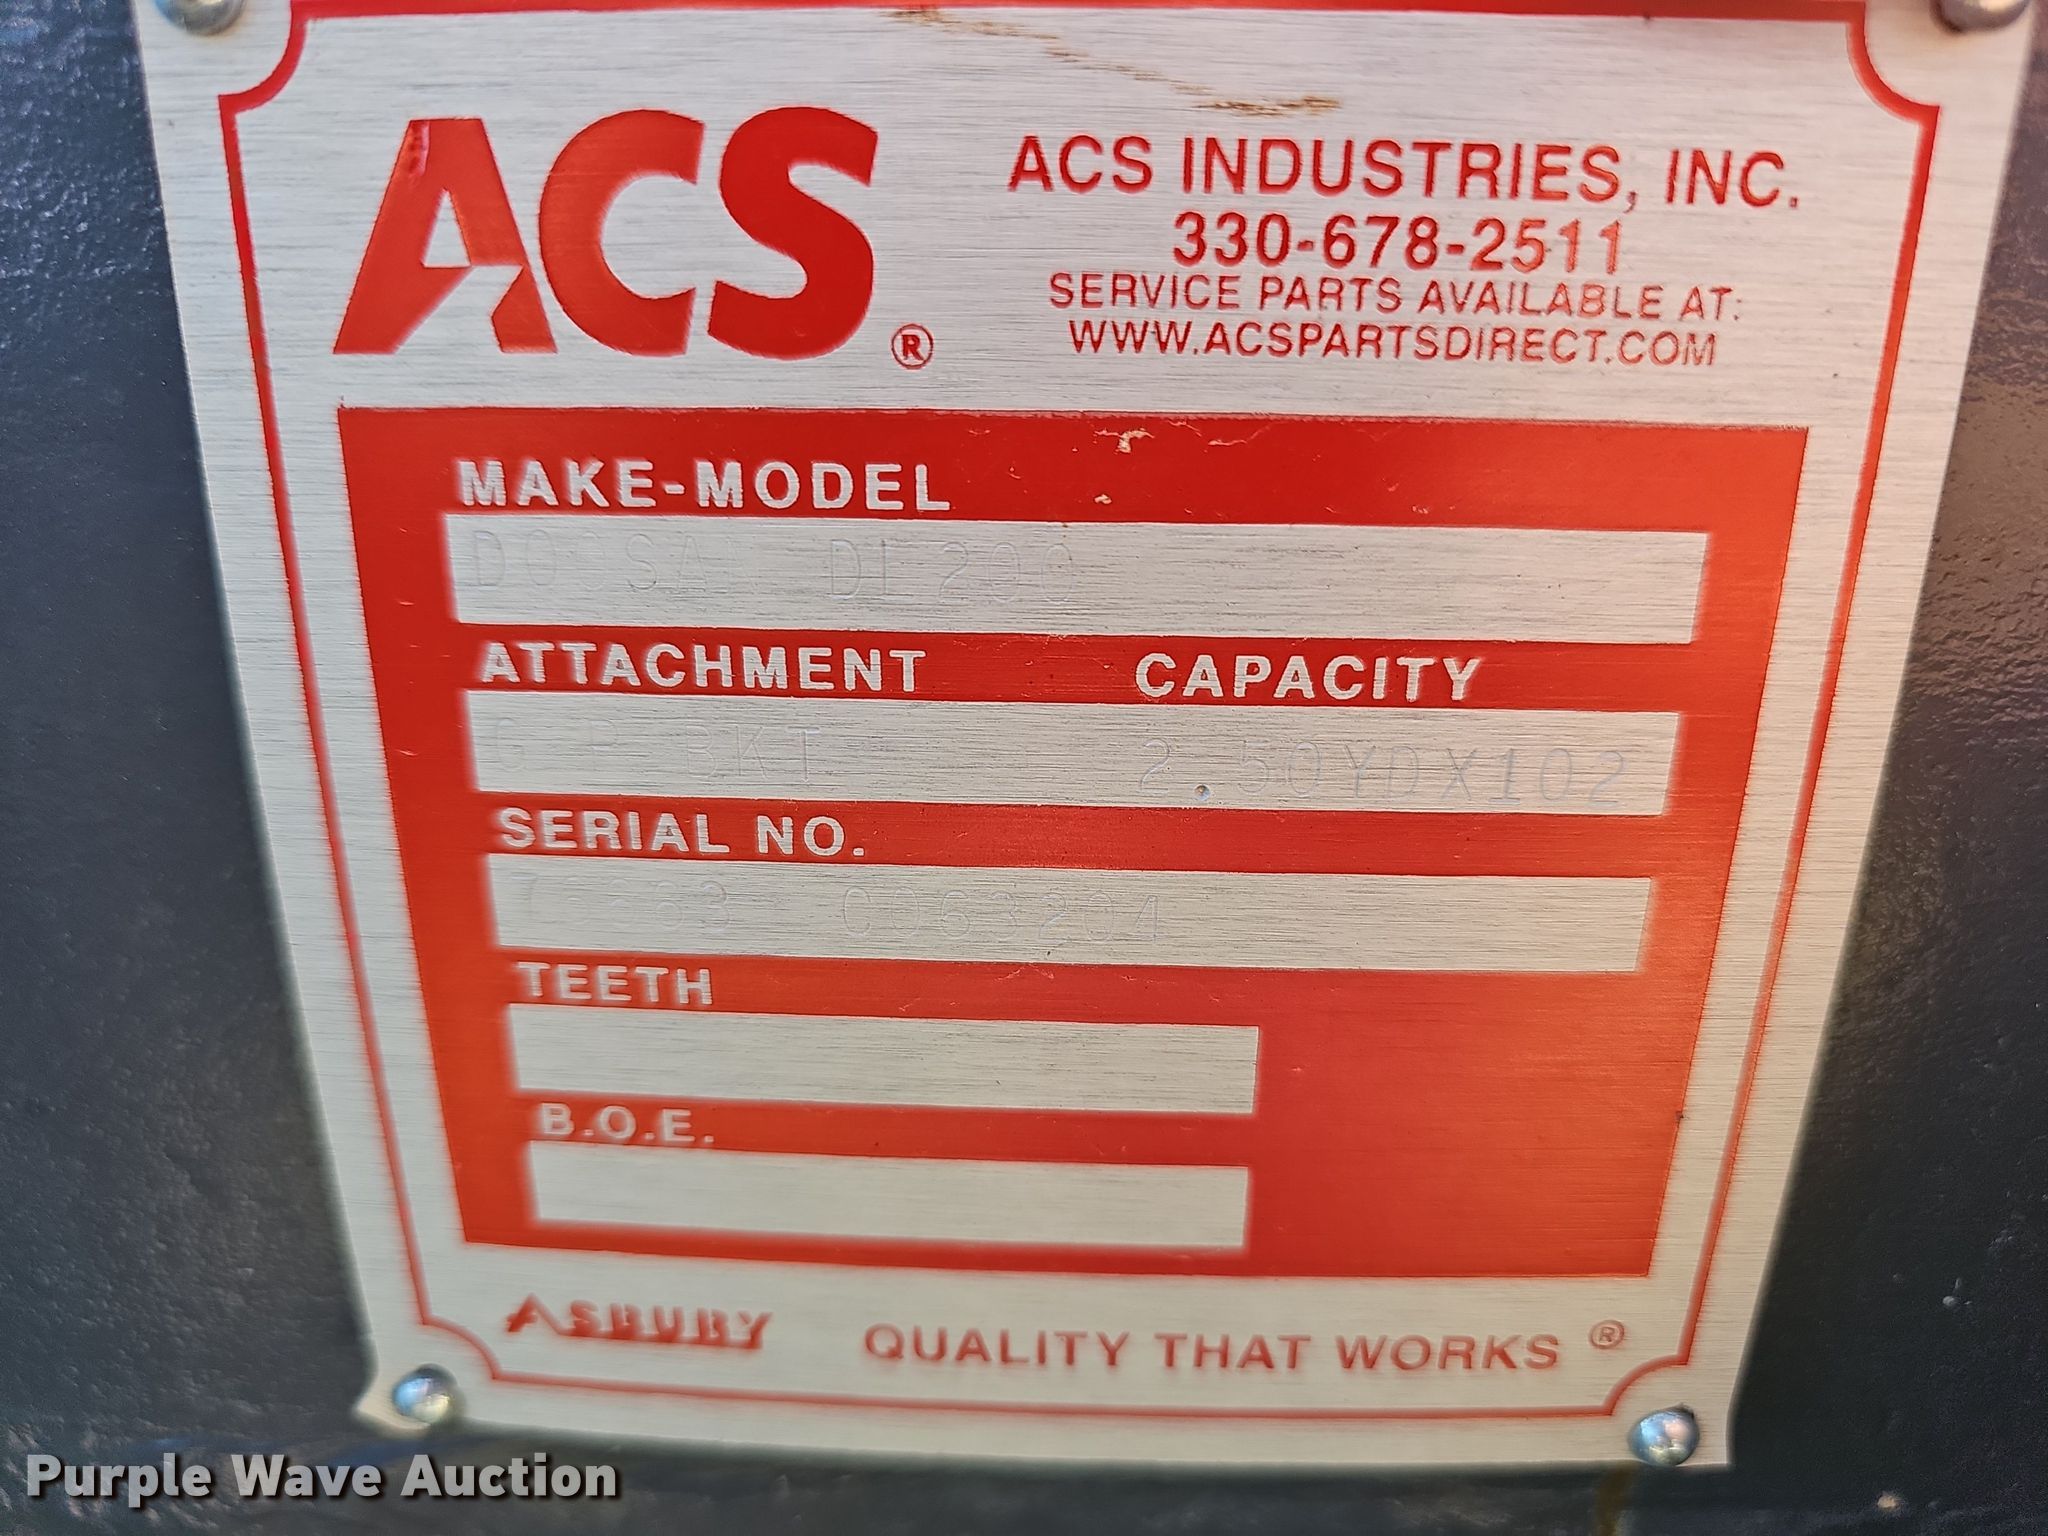 ACS®
ACS INDUSTRIES, INC.
330-678-2511
SERVICE PARTS AVAILABLE AT:
WWW.ACSPARTSDIRECT.COM
MAKE-MODEL
DOOSAN DL200
ATTACHMENT CAPACITY
G P BKT 2.50YDX102
SERIAL NO.
C063204
TEETH
B.O.E.
ASBURY QUALITY THAT WORKS ®
Purple Wave Auction